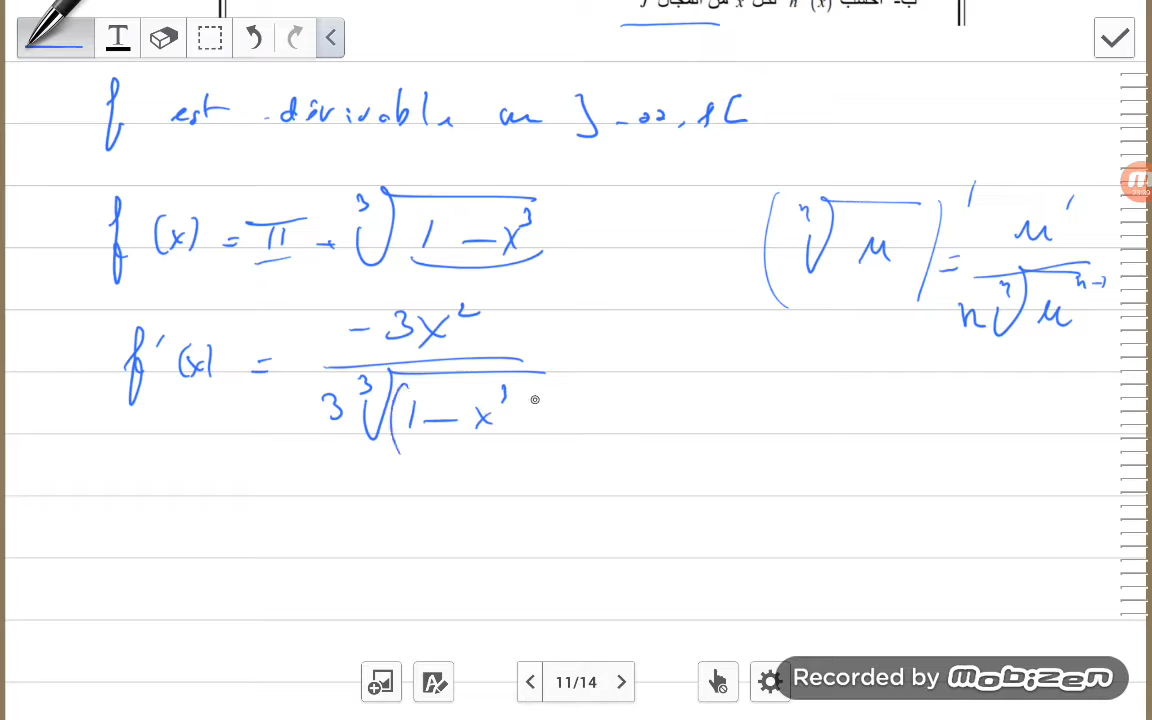 f est dérivable sur ]-∞, 1[
f(x) = π - ∛(1 - x³)
(ⁿ√u)' = u' / (n ⁿ√u^(n-1))
f'(x) = -3x² / (3 ∛(1 - x³
11/14
Recorded by mobizen